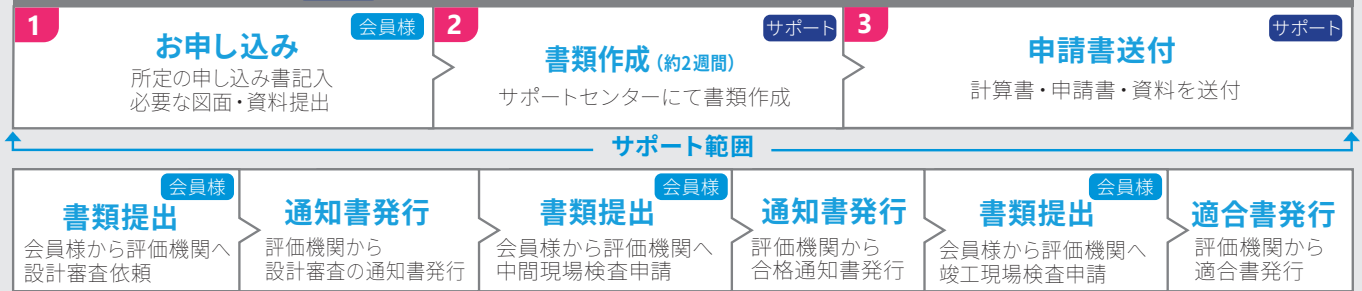 1
会員様
お申し込み
所定の申し込み書記入
必要な図面・資料提出
2
サポート
書類作成（約2週間）
サポートセンターにて書類作成
3
サポート
申請書送付
計算書・申請書・資料を送付
サポート範囲
会員様
書類提出
会員様から評価機関へ
設計審査依頼
通知書発行
評価機関から
設計審査の通知書発行
会員様
書類提出
会員様から評価機関へ
中間現場検査申請
通知書発行
評価機関から
合格通知書発行
会員様
書類提出
会員様から評価機関へ
竣工現場検査申請
適合書発行
評価機関から
適合書発行